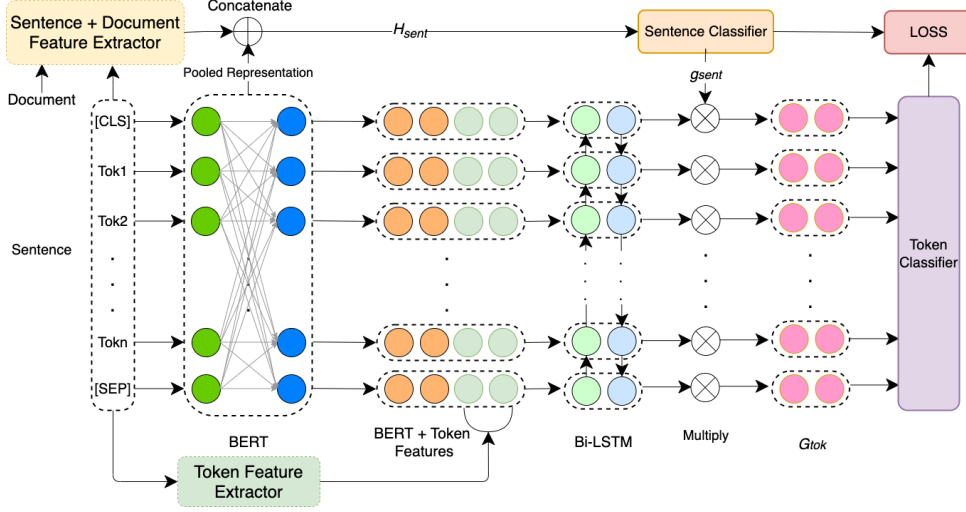 Concatenate
Sentence + Document
Feature Extractor
H_sent
Sentence Classifier
LOSS
Pooled Representation
g_sent
Document
[CLS]
Tok1
Tok2
Sentence
Tokn
[SEP]
Token
Classifier
BERT
BERT + Token
Features
Bi-LSTM
Multiply
G_tok
Token Feature
Extractor